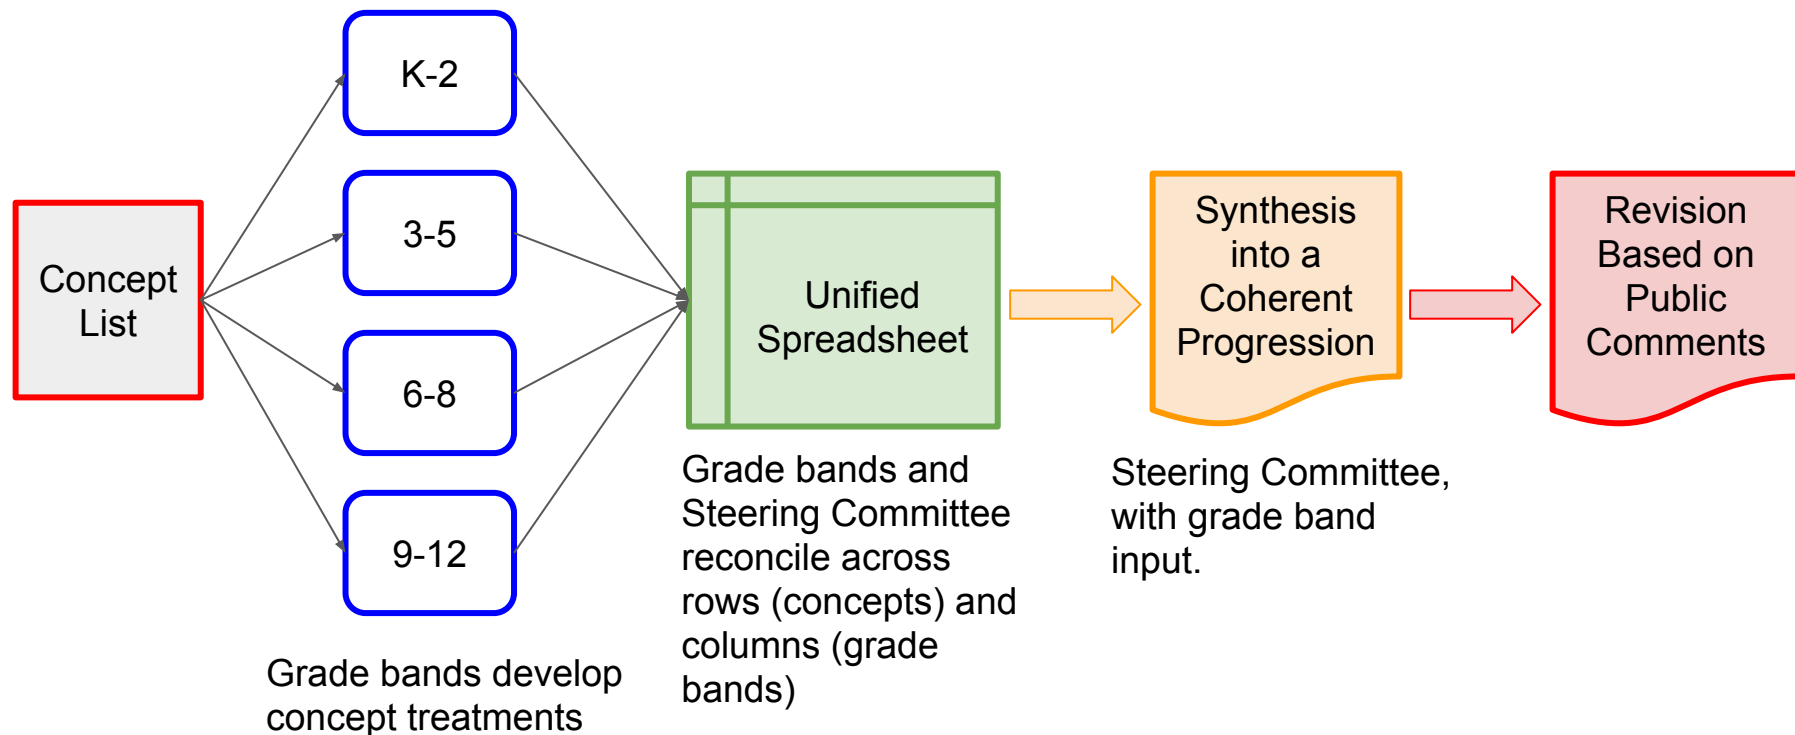 Concept
List
K-2
3-5
6-8
9-12
Grade bands develop
concept treatments
Unified
Spreadsheet
Grade bands and
Steering Committee
reconcile across
rows (concepts) and
columns (grade
bands)
Synthesis
into a
Coherent
Progression
Steering Committee,
with grade band
input.
Revision
Based on
Public
Comments